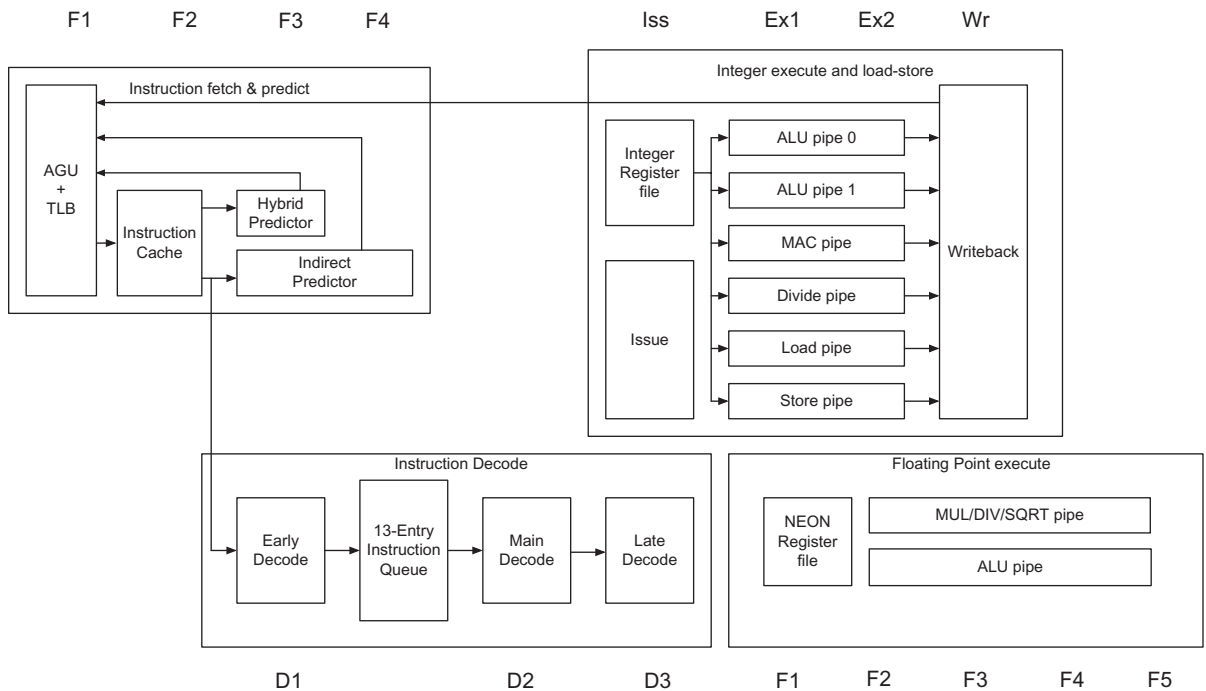 F1 F2 F3 F4 Iss Ex1 Ex2 Wr
Instruction fetch & predict
Integer execute and load-store
AGU
+
TLB
Instruction
Cache
Hybrid
Predictor
Indirect
Predictor
Integer
Register
file
Issue
ALU pipe 0
ALU pipe 1
MAC pipe
Divide pipe
Load pipe
Store pipe
Writeback
Instruction Decode
Early
Decode
13-Entry
Instruction
Queue
Main
Decode
Late
Decode
Floating Point execute
NEON
Register
file
MUL/DIV/SQRT pipe
ALU pipe
D1 D2 D3 F1 F2 F3 F4 F5